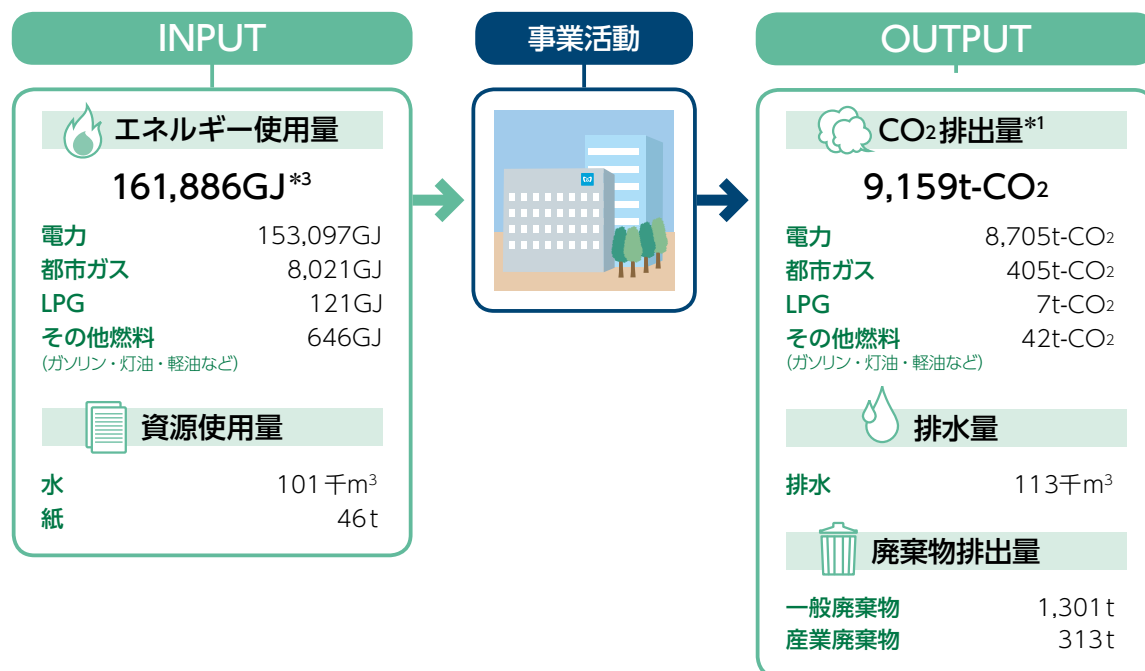 INPUT
エネルギー使用量
161,886GJ*3
電力 153,097GJ
都市ガス 8,021GJ
LPG 121GJ
その他燃料 646GJ
(ガソリン・灯油・軽油など)
資源使用量
水 101千m³
紙 46t
事業活動
OUTPUT
CO₂排出量*1
9,159t-CO₂
電力 8,705t-CO₂
都市ガス 405t-CO₂
LPG 7t-CO₂
その他燃料 42t-CO₂
(ガソリン・灯油・軽油など)
排水量
排水 113千m³
廃棄物排出量
一般廃棄物 1,301t
産業廃棄物 313t